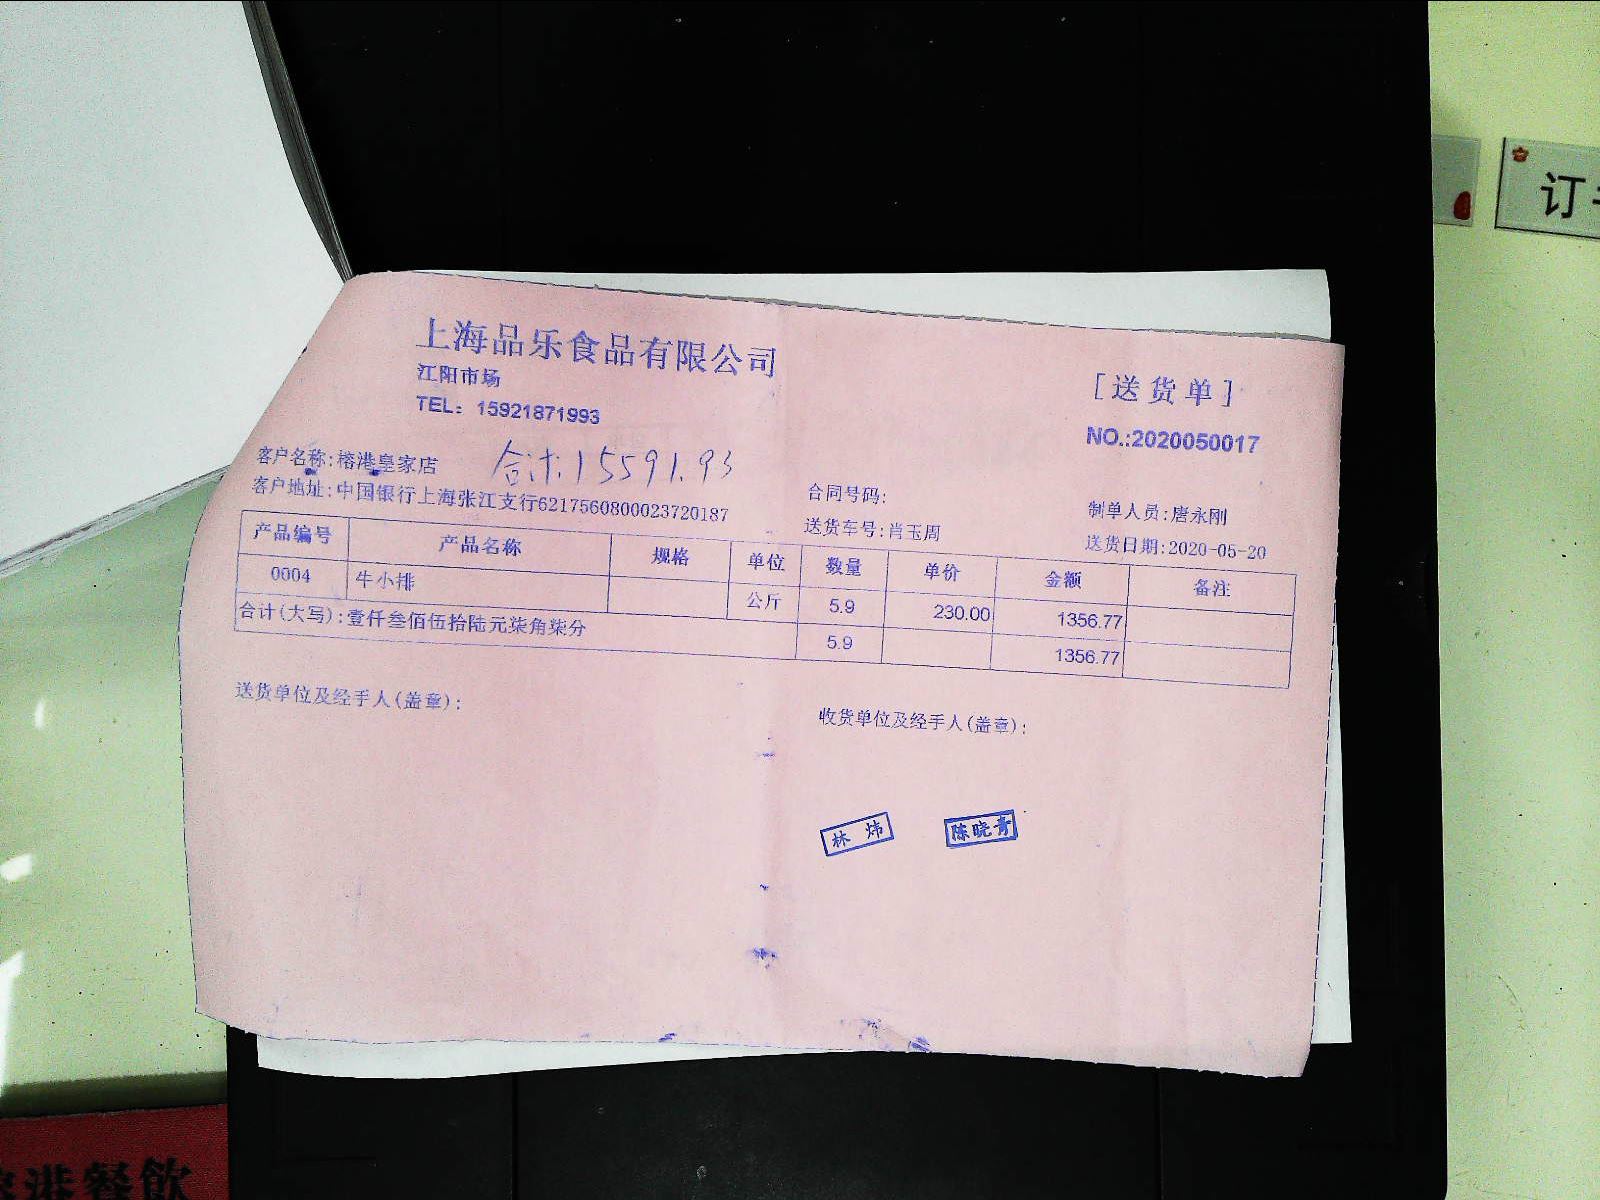 上海品乐食品有限公司
江阳市场
TEL: 15921871993
[送货单]
NO.:2020050017
客户名称:榕港皇家店
合计:15591.93
客户地址:中国银行上海张江支行6217560800023720187
合同号码:
送货车号:肖玉周
制单人员:唐永刚
送货日期:2020-05-20
产品编号 产品名称 规格 单位 数量 单价 金额 备注
0004 牛小排 公斤 5.9 230.00 1356.77
合计(大写):壹仟叁佰伍拾陆元柒角柒分 5.9 1356.77
送货单位及经手人(盖章):
收货单位及经手人(盖章):
林炜
陈晓青
订
港餐飲